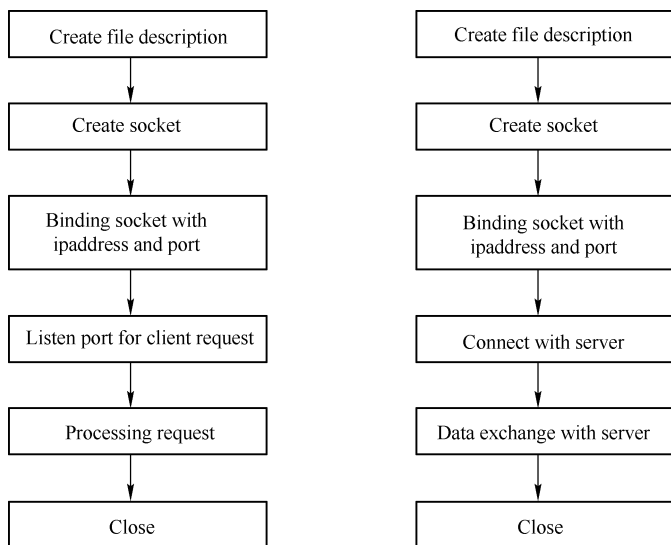 Create file description
Create socket
Binding socket with
ipaddress and port
Listen port for client request
Processing request
Close
Create file description
Create socket
Binding socket with
ipaddress and port
Connect with server
Data exchange with server
Close